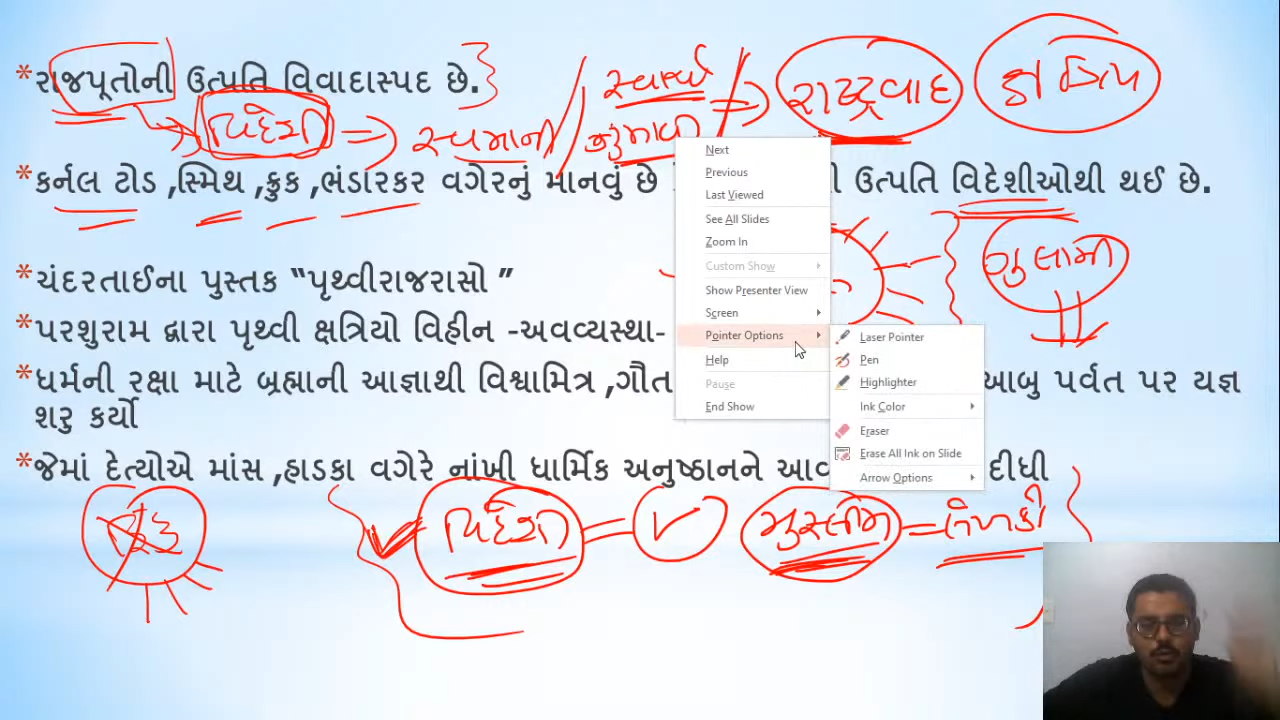 *રાજપૂતોની ઉત્પતિ વિવાદાસ્પદ છે.
સ્વાર્થ
રાષ્ટ્રવાદ
વિદેશી => સ્વમાની / =>
*કર્નલ ટોડ ,સ્મિથ ,ક્રુક ,ભંડારકર વગેરનું માનવું છે ઉત્પતિ વિદેશીઓથી થઈ છે.
ગુલામી
*ચંદરતાઈના પુસ્તક “પૃથ્વીરાજરાસો ”
*પરશુરામ દ્વારા પૃથ્વી ક્ષત્રિયો વિહીન -અવવ્યસ્થા-
*ધર્મની રક્ષા માટે બ્રહ્માની આજ્ઞાથી વિશ્વામિત્ર ,ગૌત આબુ પર્વત પર યજ્ઞ
શરુ કર્યો
*જેમાં દેત્યોએ માંસ ,હાડકા વગેરે નાંખી ધાર્મિક અનુષ્ઠાનને આવ દીધી
વિદેશી = મુસ્લીમ =
Next
Previous
Last Viewed
See All Slides
Zoom In
Custom Show
Show Presenter View
Screen
Pointer Options
Help
Pause
End Show
Laser Pointer
Pen
Highlighter
Ink Color
Eraser
Erase All Ink on Slide
Arrow Options